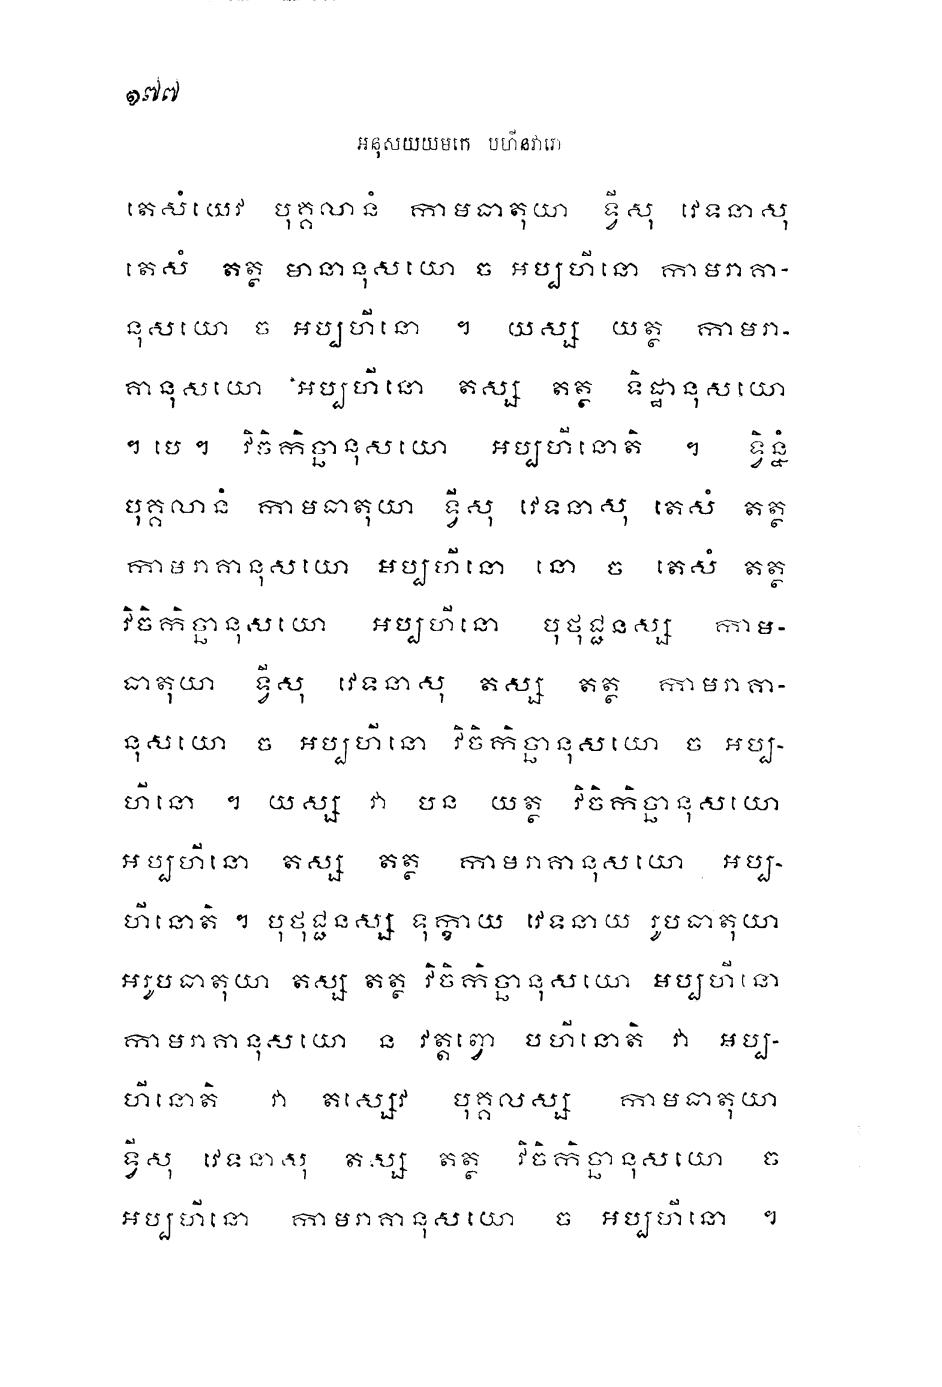 ១៧៧
អនុសយយមកេ បហីនវារោ
តេសំយេវ បុគ្គលានំ កាមធាតុយា ទ្វីសុ វេទនាសុ
តេសំ តត្ថ មានានុសយោ ច អប្បហីនោ កាមរាគា-
នុសយោ ច អប្បហីនោ ។ យស្ស យត្ថ កាមរា-
គានុសយោ អប្បហីនោ តស្ស តត្ថ ទិដ្ឋានុសយោ
។ បេ ។ វិចិកិច្ឆានុសយោ អប្បហីនោតិ ។ ទ្វិន្នំ
បុគ្គលានំ កាមធាតុយា ទ្វីសុ វេទនាសុ តេសំ តត្ថ
កាមរាគានុសយោ អប្បហីនោ នោ ច តេសំ តត្ថ
វិចិកិច្ឆានុសយោ អប្បហីនោ បុថុជ្ជនស្ស កាម-
ធាតុយា ទ្វីសុ វេទនាសុ តស្ស តត្ថ កាមរាគា-
នុសយោ ច អប្បហីនោ វិចិកិច្ឆានុសយោ ច អប្ប-
ហីនោ ។ យស្ស វា បន យត្ថ វិចិកិច្ឆានុសយោ
អប្បហីនោ តស្ស តត្ថ កាមរាគានុសយោ អប្ប-
ហីនោតិ ។ បុថុជ្ជនស្ស ទុក្ខាយ វេទនាយ រូបធាតុយា
អរូបធាតុយា តស្ស តត្ថ វិចិកិច្ឆានុសយោ អប្បហីនោ
កាមរាគានុសយោ ន វត្តព្វោ បហីនោតិ វា អប្ប-
ហីនោតិ វា តស្សេវ បុគ្គលស្ស កាមធាតុយា
ទ្វីសុ វេទនាសុ តស្ស តត្ថ វិចិកិច្ឆានុសយោ ច
អប្បហីនោ កាមរាគានុសយោ ច អប្បហីនោ ។